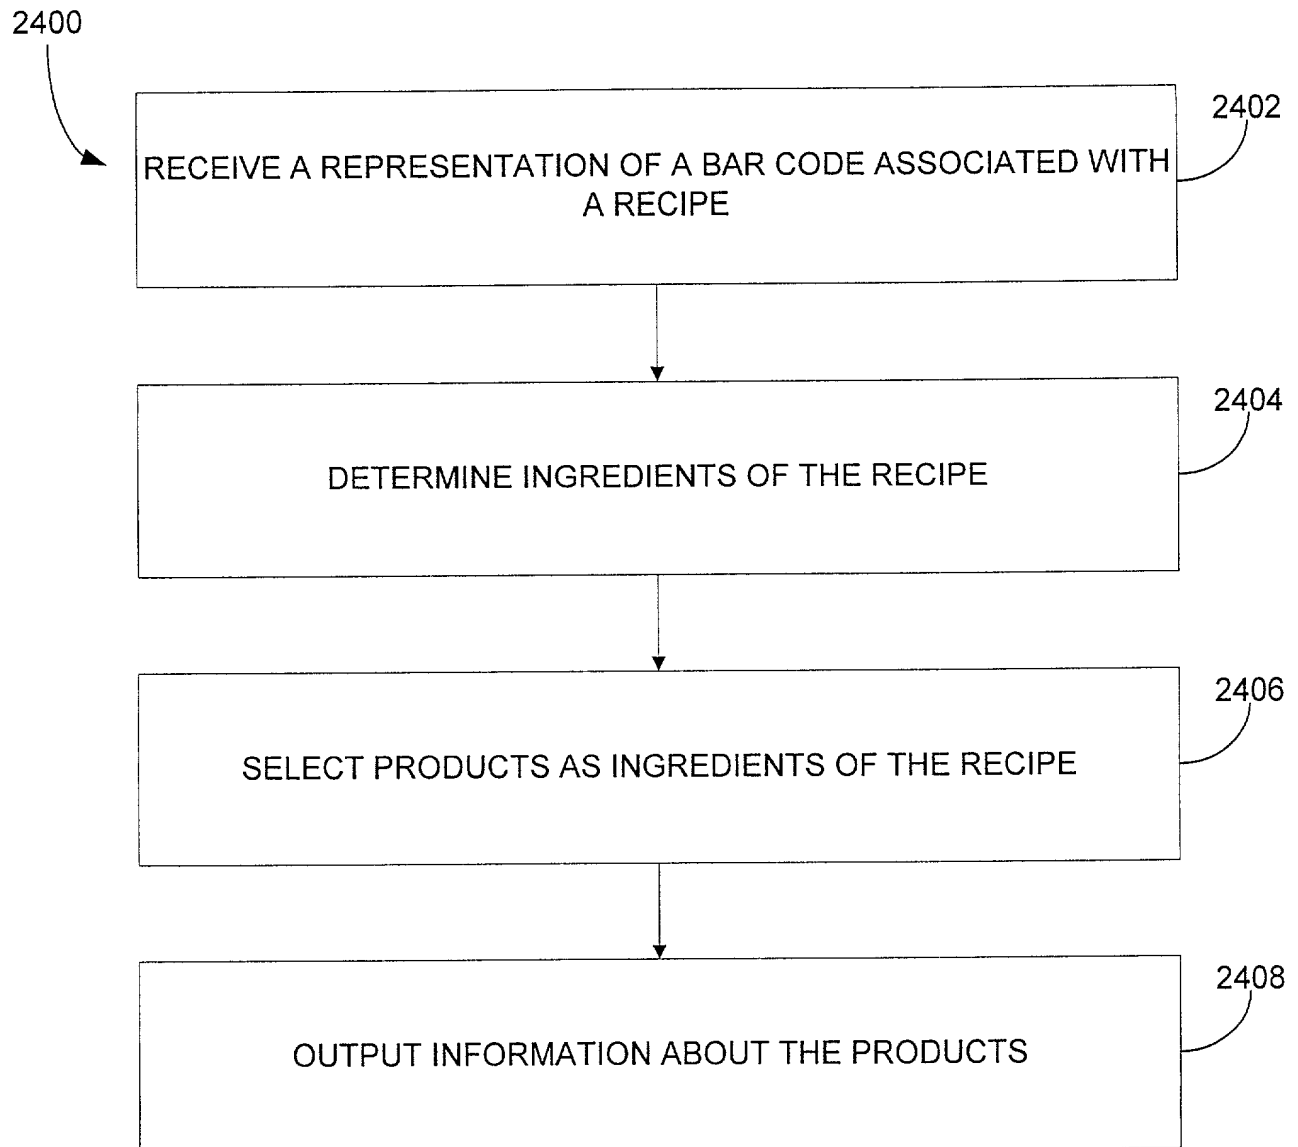 2400
2402
RECEIVE A REPRESENTATION OF A BAR CODE ASSOCIATED WITH
A RECIPE
2404
DETERMINE INGREDIENTS OF THE RECIPE
2406
SELECT PRODUCTS AS INGREDIENTS OF THE RECIPE
2408
OUTPUT INFORMATION ABOUT THE PRODUCTS